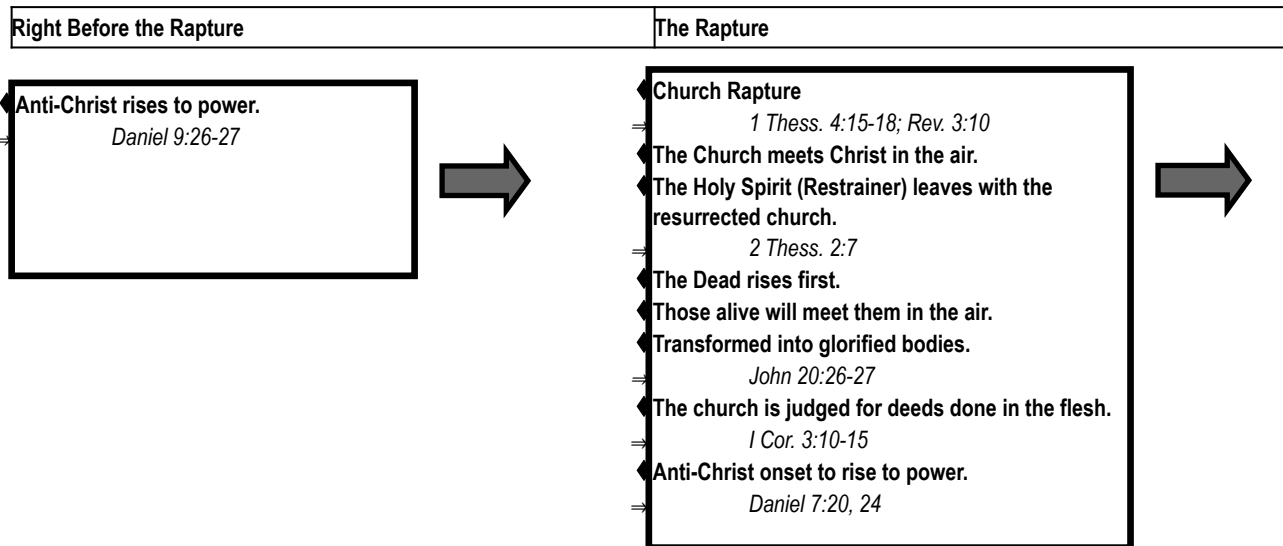 Right Before the Rapture
The Rapture
♦Anti-Christ rises to power.
⇒ Daniel 9:26-27
♦Church Rapture
⇒ 1 Thess. 4:15-18; Rev. 3:10
♦The Church meets Christ in the air.
♦The Holy Spirit (Restrainer) leaves with the
resurrected church.
⇒ 2 Thess. 2:7
♦The Dead rises first.
♦Those alive will meet them in the air.
♦Transformed into glorified bodies.
⇒ John 20:26-27
♦The church is judged for deeds done in the flesh.
⇒ I Cor. 3:10-15
♦Anti-Christ onset to rise to power.
⇒ Daniel 7:20, 24